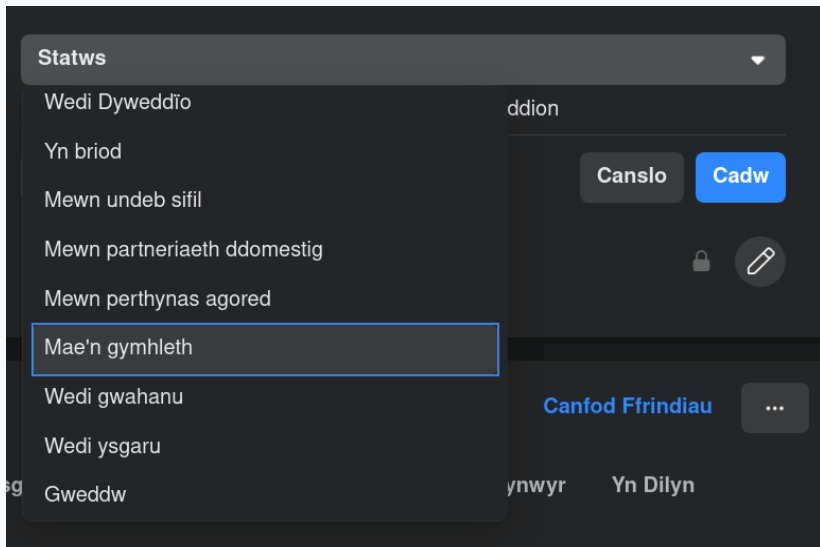 Statws
Wedi Dyweddïo
ddion
Yn briod
Canslo
Cadw
Mewn undeb sifil
Mewn partneriaeth ddomestig
Mewn perthynas agored
Mae'n gymhleth
Wedi gwahanu
Canfod Ffrindiau
Wedi ysgaru
sg
ynwyr
Yn Dilyn
Gweddw